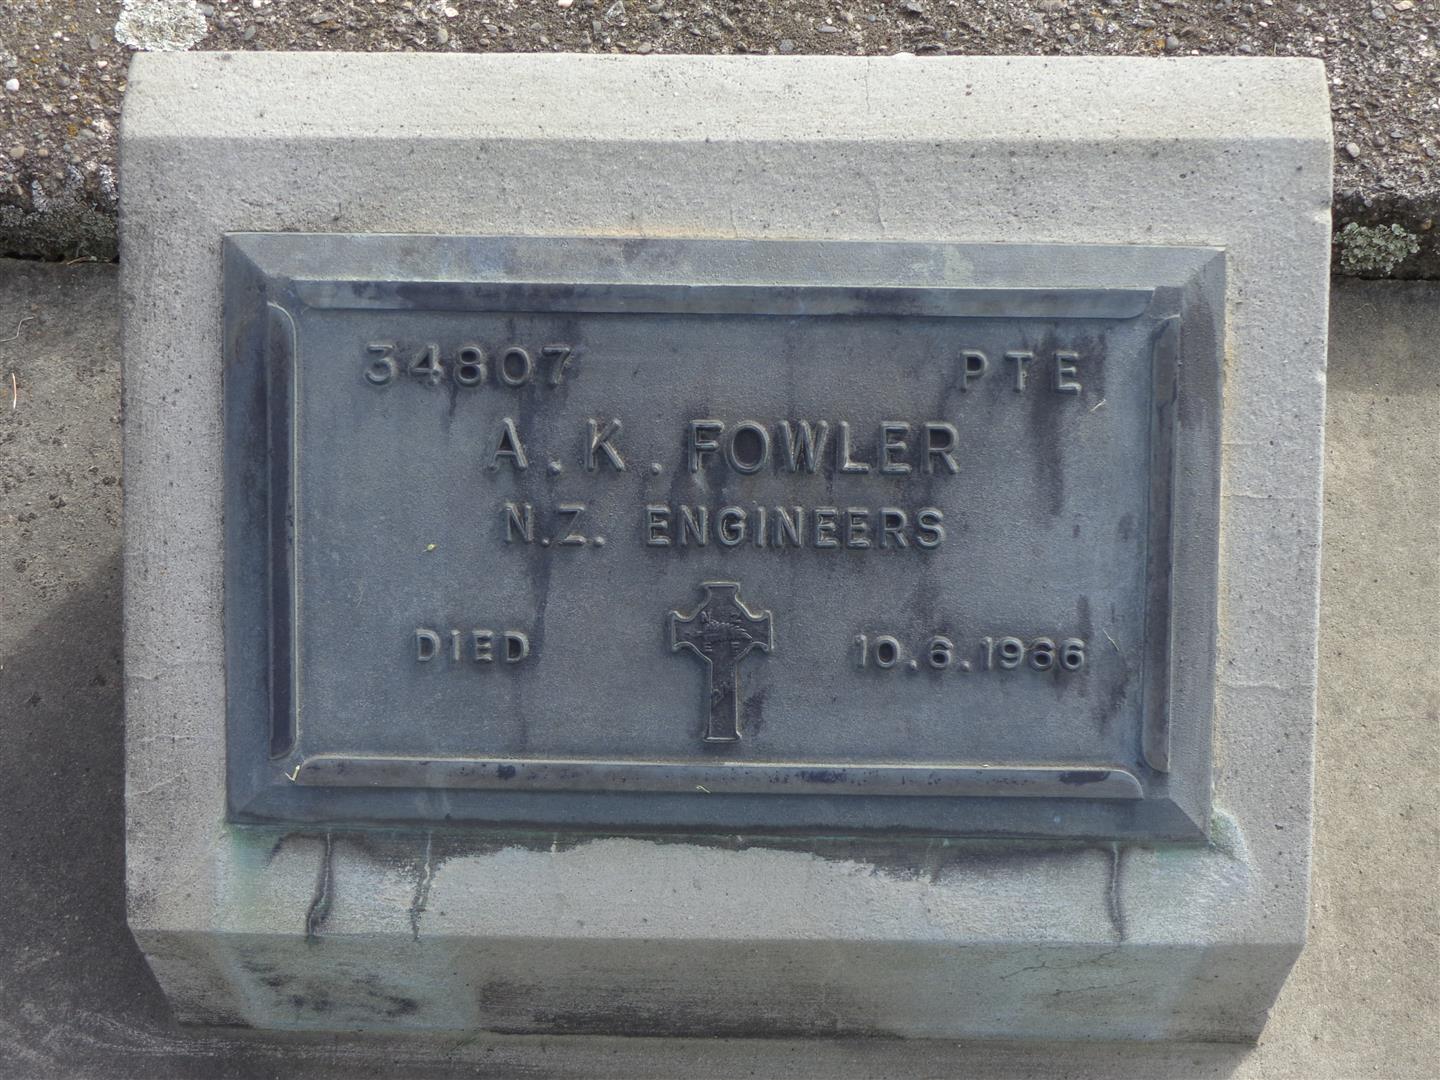 34807 PTE
A.K.FOWLER
N.Z. ENGINEERS
DIED 10.6.1966